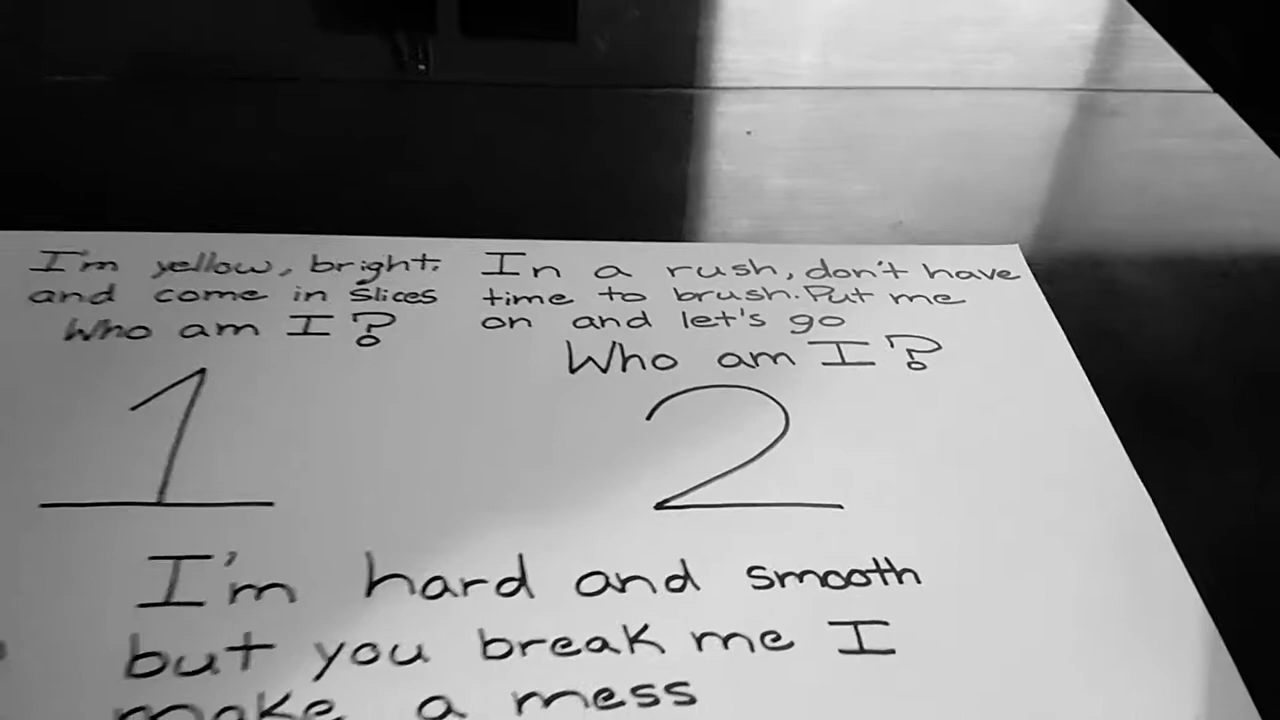 I'm yellow, bright.
and come in slices
Who am I?
1
In a rush, don't have
time to brush. Put me
on and let's go
Who am I?
2
I'm hard and smooth
but you break me I
make a mess